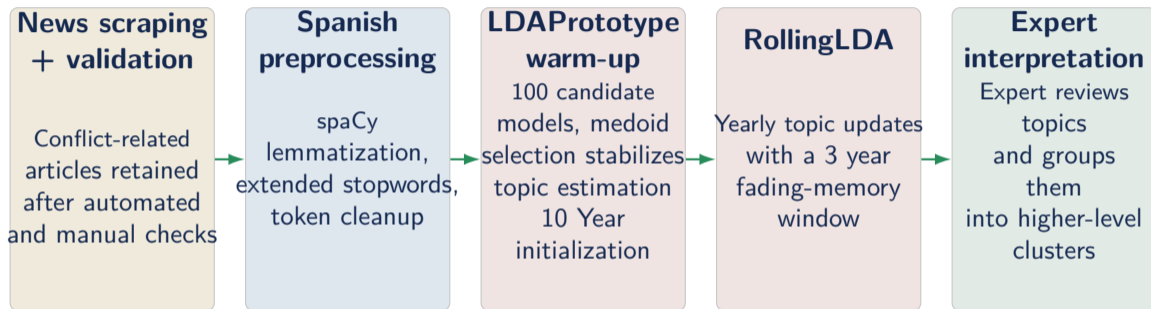 News scraping
+ validation
Conflict-related
articles retained
after automated
and manual checks
Spanish
preprocessing
spaCy
lemmatization,
extended stopwords,
token cleanup
LDAPrototype
warm-up
100 candidate
models, medoid
selection stabilizes
topic estimation
10 Year
initialization
RollingLDA
Yearly topic updates
with a 3 year
fading-memory
window
Expert
interpretation
Expert reviews
topics
and groups
them
into higher-level
clusters